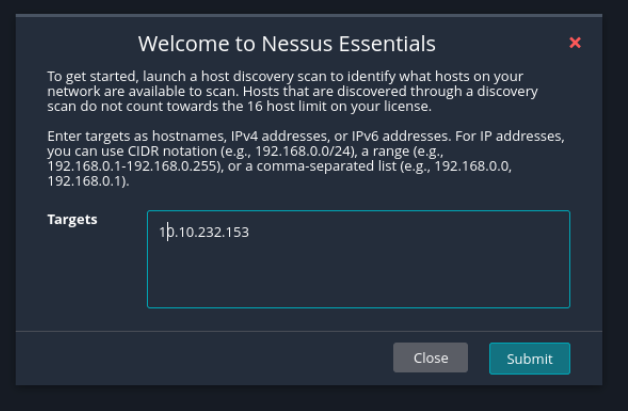 Welcome to Nessus Essentials
To get started, launch a host discovery scan to identify what hosts on your
network are available to scan. Hosts that are discovered through a discovery
scan do not count towards the 16 host limit on your license.
Enter targets as hostnames, IPv4 addresses, or IPv6 addresses. For IP addresses,
you can use CIDR notation (e.g., 192.168.0.0/24), a range (e.g.,
192.168.0.1-192.168.0.255), or a comma-separated list (e.g., 192.168.0.0,
192.168.0.1).
Targets
10.10.232.153
Close
Submit